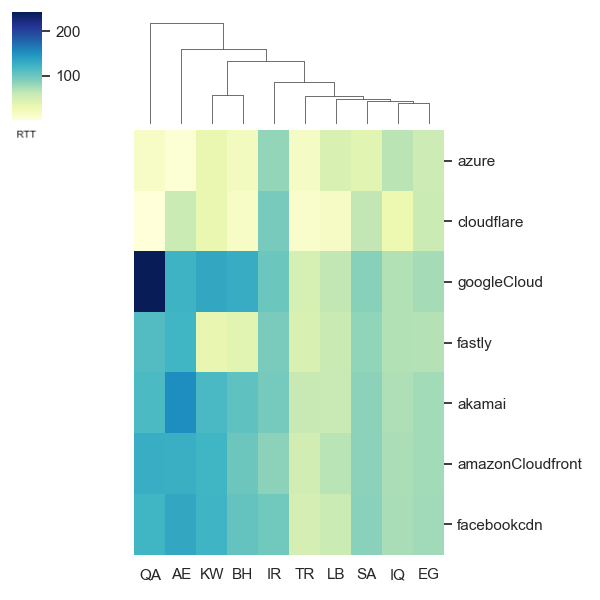 200
100
RTT
azure
cloudflare
googleCloud
fastly
akamai
amazonCloudfront
facebookcdn
QA AE KW BH IR TR LB SA IQ EG